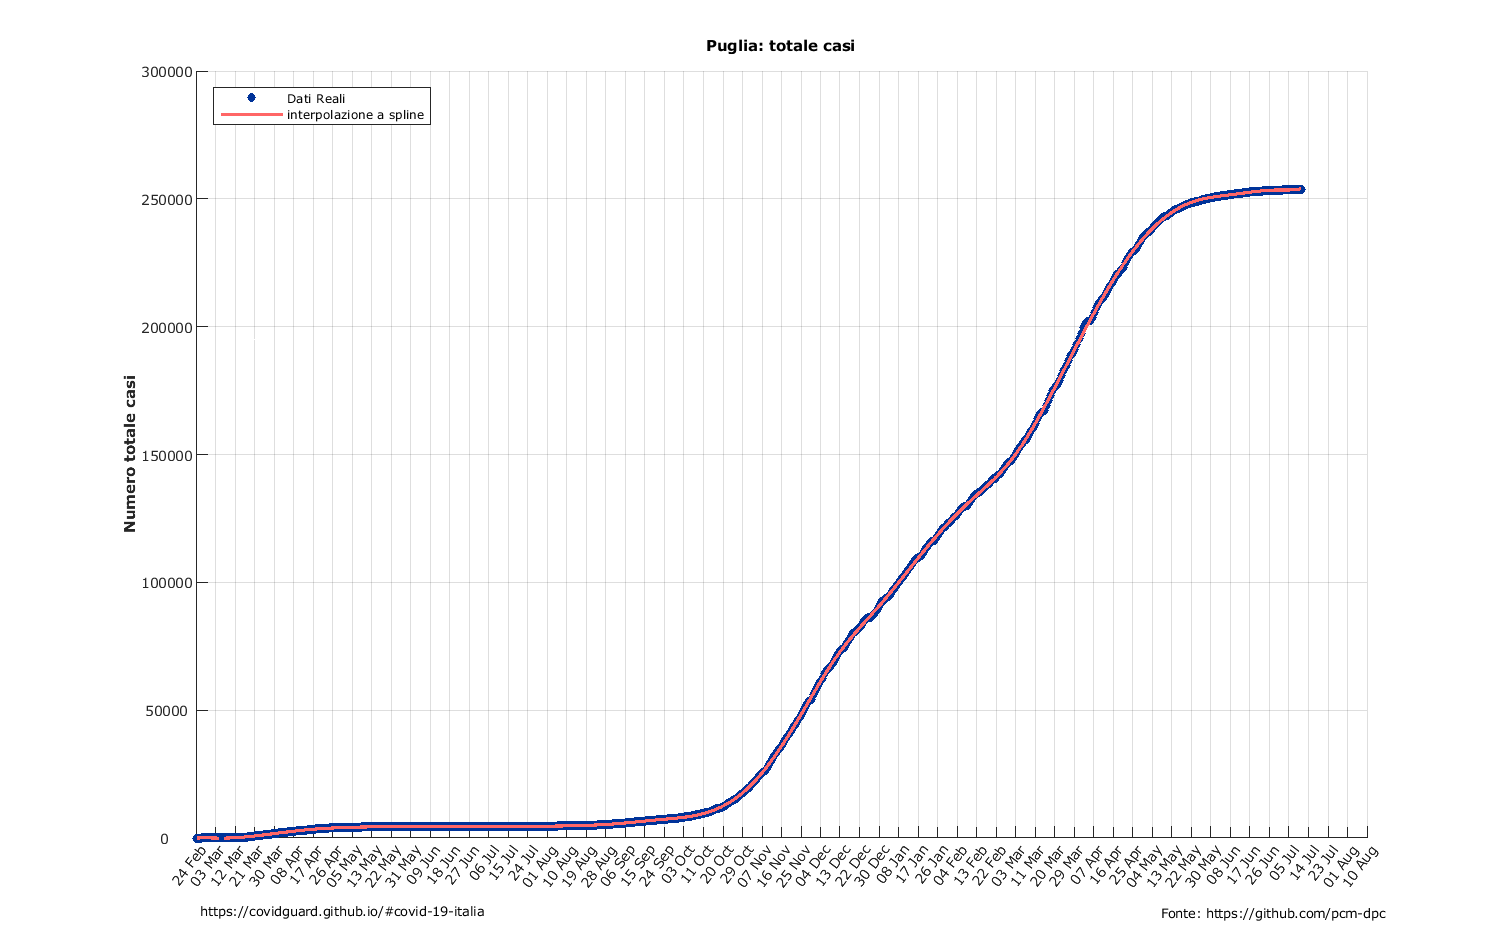 Puglia: totale casi
Dati Reali
interpolazione a spline
Numero totale casi
300000
250000
200000
150000
100000
50000
0
24 Feb
03 Mar
12 Mar
21 Mar
30 Mar
08 Apr
17 Apr
26 Apr
05 May
13 May
22 May
31 May
09 Jun
18 Jun
27 Jun
06 Jul
15 Jul
24 Jul
01 Aug
10 Aug
19 Aug
28 Aug
06 Sep
15 Sep
24 Sep
03 Oct
11 Oct
20 Oct
29 Oct
07 Nov
16 Nov
25 Nov
04 Dec
13 Dec
22 Dec
30 Dec
08 Jan
17 Jan
26 Jan
04 Feb
13 Feb
22 Feb
03 Mar
11 Mar
20 Mar
29 Mar
07 Apr
16 Apr
25 Apr
04 May
13 May
22 May
30 May
08 Jun
17 Jun
26 Jun
05 Jul
14 Jul
23 Jul
01 Aug
10 Aug
https://covidguard.github.io/#covid-19-italia
Fonte: https://github.com/pcm-dpc